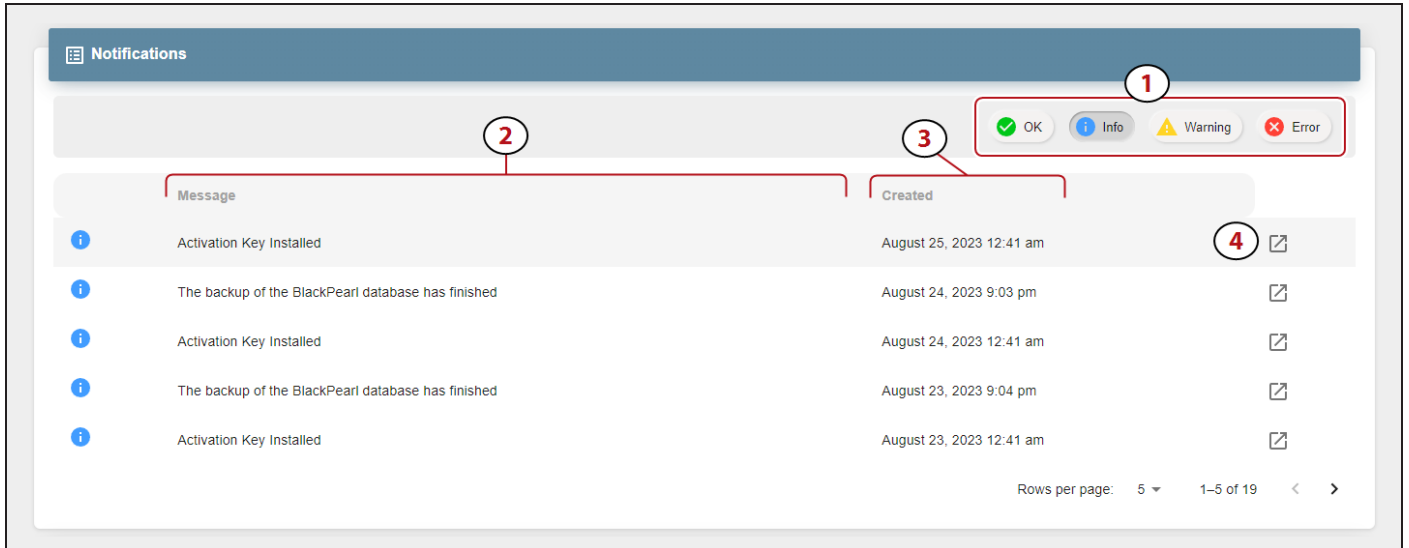 Notifications
1
OK Info Warning Error
2
3
Message Created
Activation Key Installed August 25, 2023 12:41 am 4
The backup of the BlackPearl database has finished August 24, 2023 9:03 pm
Activation Key Installed August 24, 2023 12:41 am
The backup of the BlackPearl database has finished August 23, 2023 9:04 pm
Activation Key Installed August 23, 2023 12:41 am
Rows per page: 5 1–5 of 19